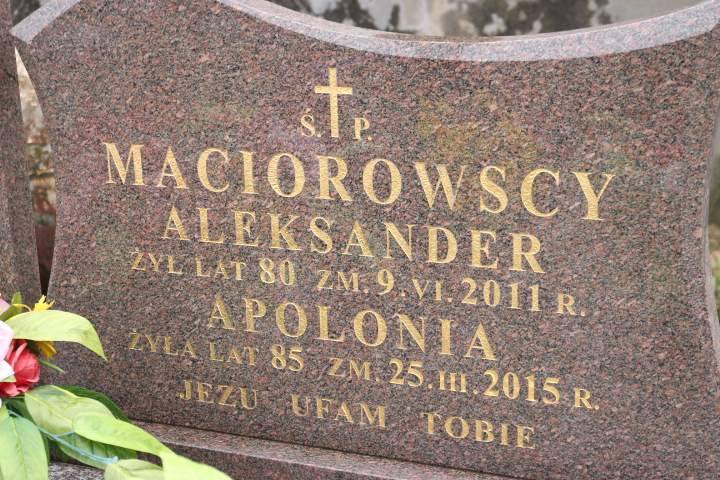 Ś. P.
MACIOROWSCY
ALEKSANDER
ŻYŁ LAT 80 ZM. 9. VI. 2011 R.
APOLONIA
ŻYŁA LAT 85 ZM. 25. III. 2015 R.
JEZU UFAM TOBIE